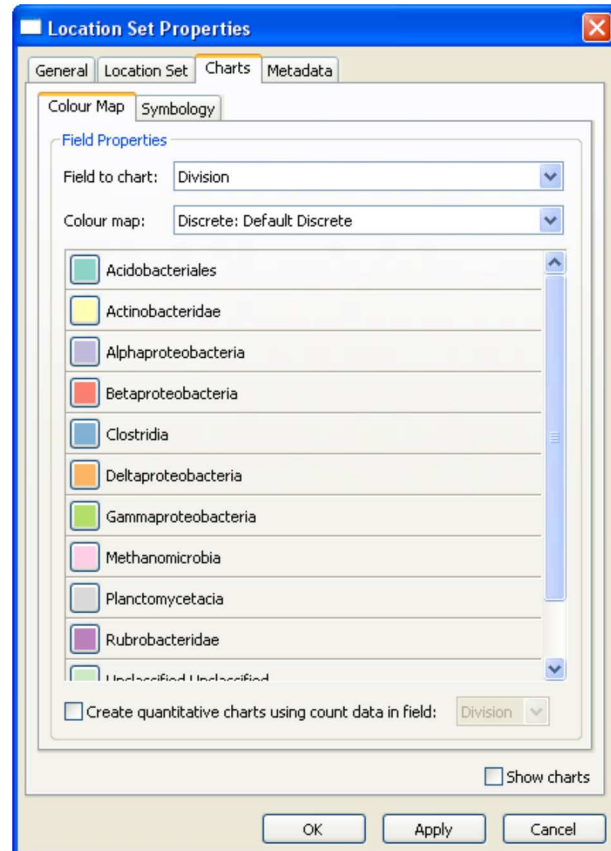 Location Set Properties
General Location Set Charts Metadata
Colour Map Symbology
Field Properties
Field to chart: Division
Colour map: Discrete: Default Discrete
Acidobacteriales
Actinobacteridae
Alphaproteobacteria
Betaproteobacteria
Clostridia
Deltaproteobacteria
Gammaproteobacteria
Methanomicrobia
Planctomycetacia
Rubrobacteridae
Unclassified Unclassified
Create quantitative charts using count data in field: Division
Show charts
OK Apply Cancel